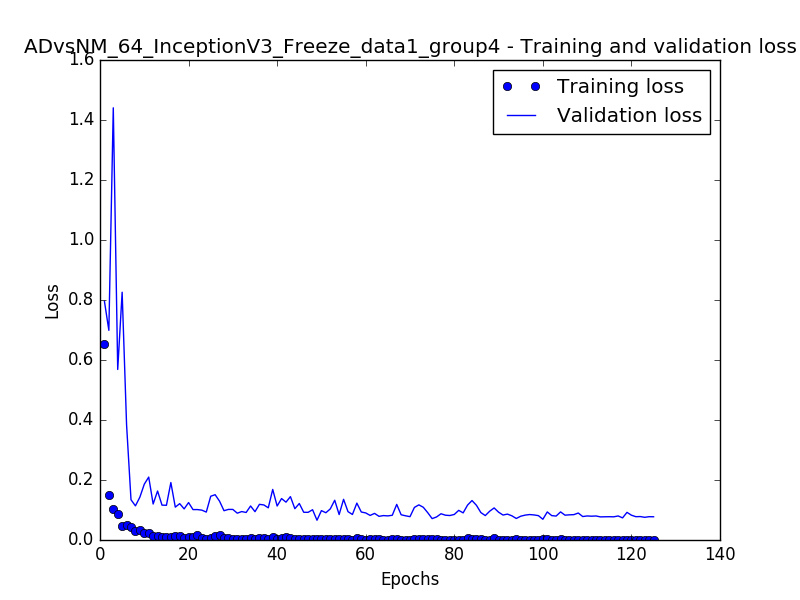 ADvsNM_64_InceptionV3_Freeze_data1_group4 - Training and validation loss
1.6
1.4
1.2
1.0
0.8
0.6
0.4
0.2
0.0
Loss
Training loss
Validation loss
0 20 40 60 80 100 120 140
Epochs